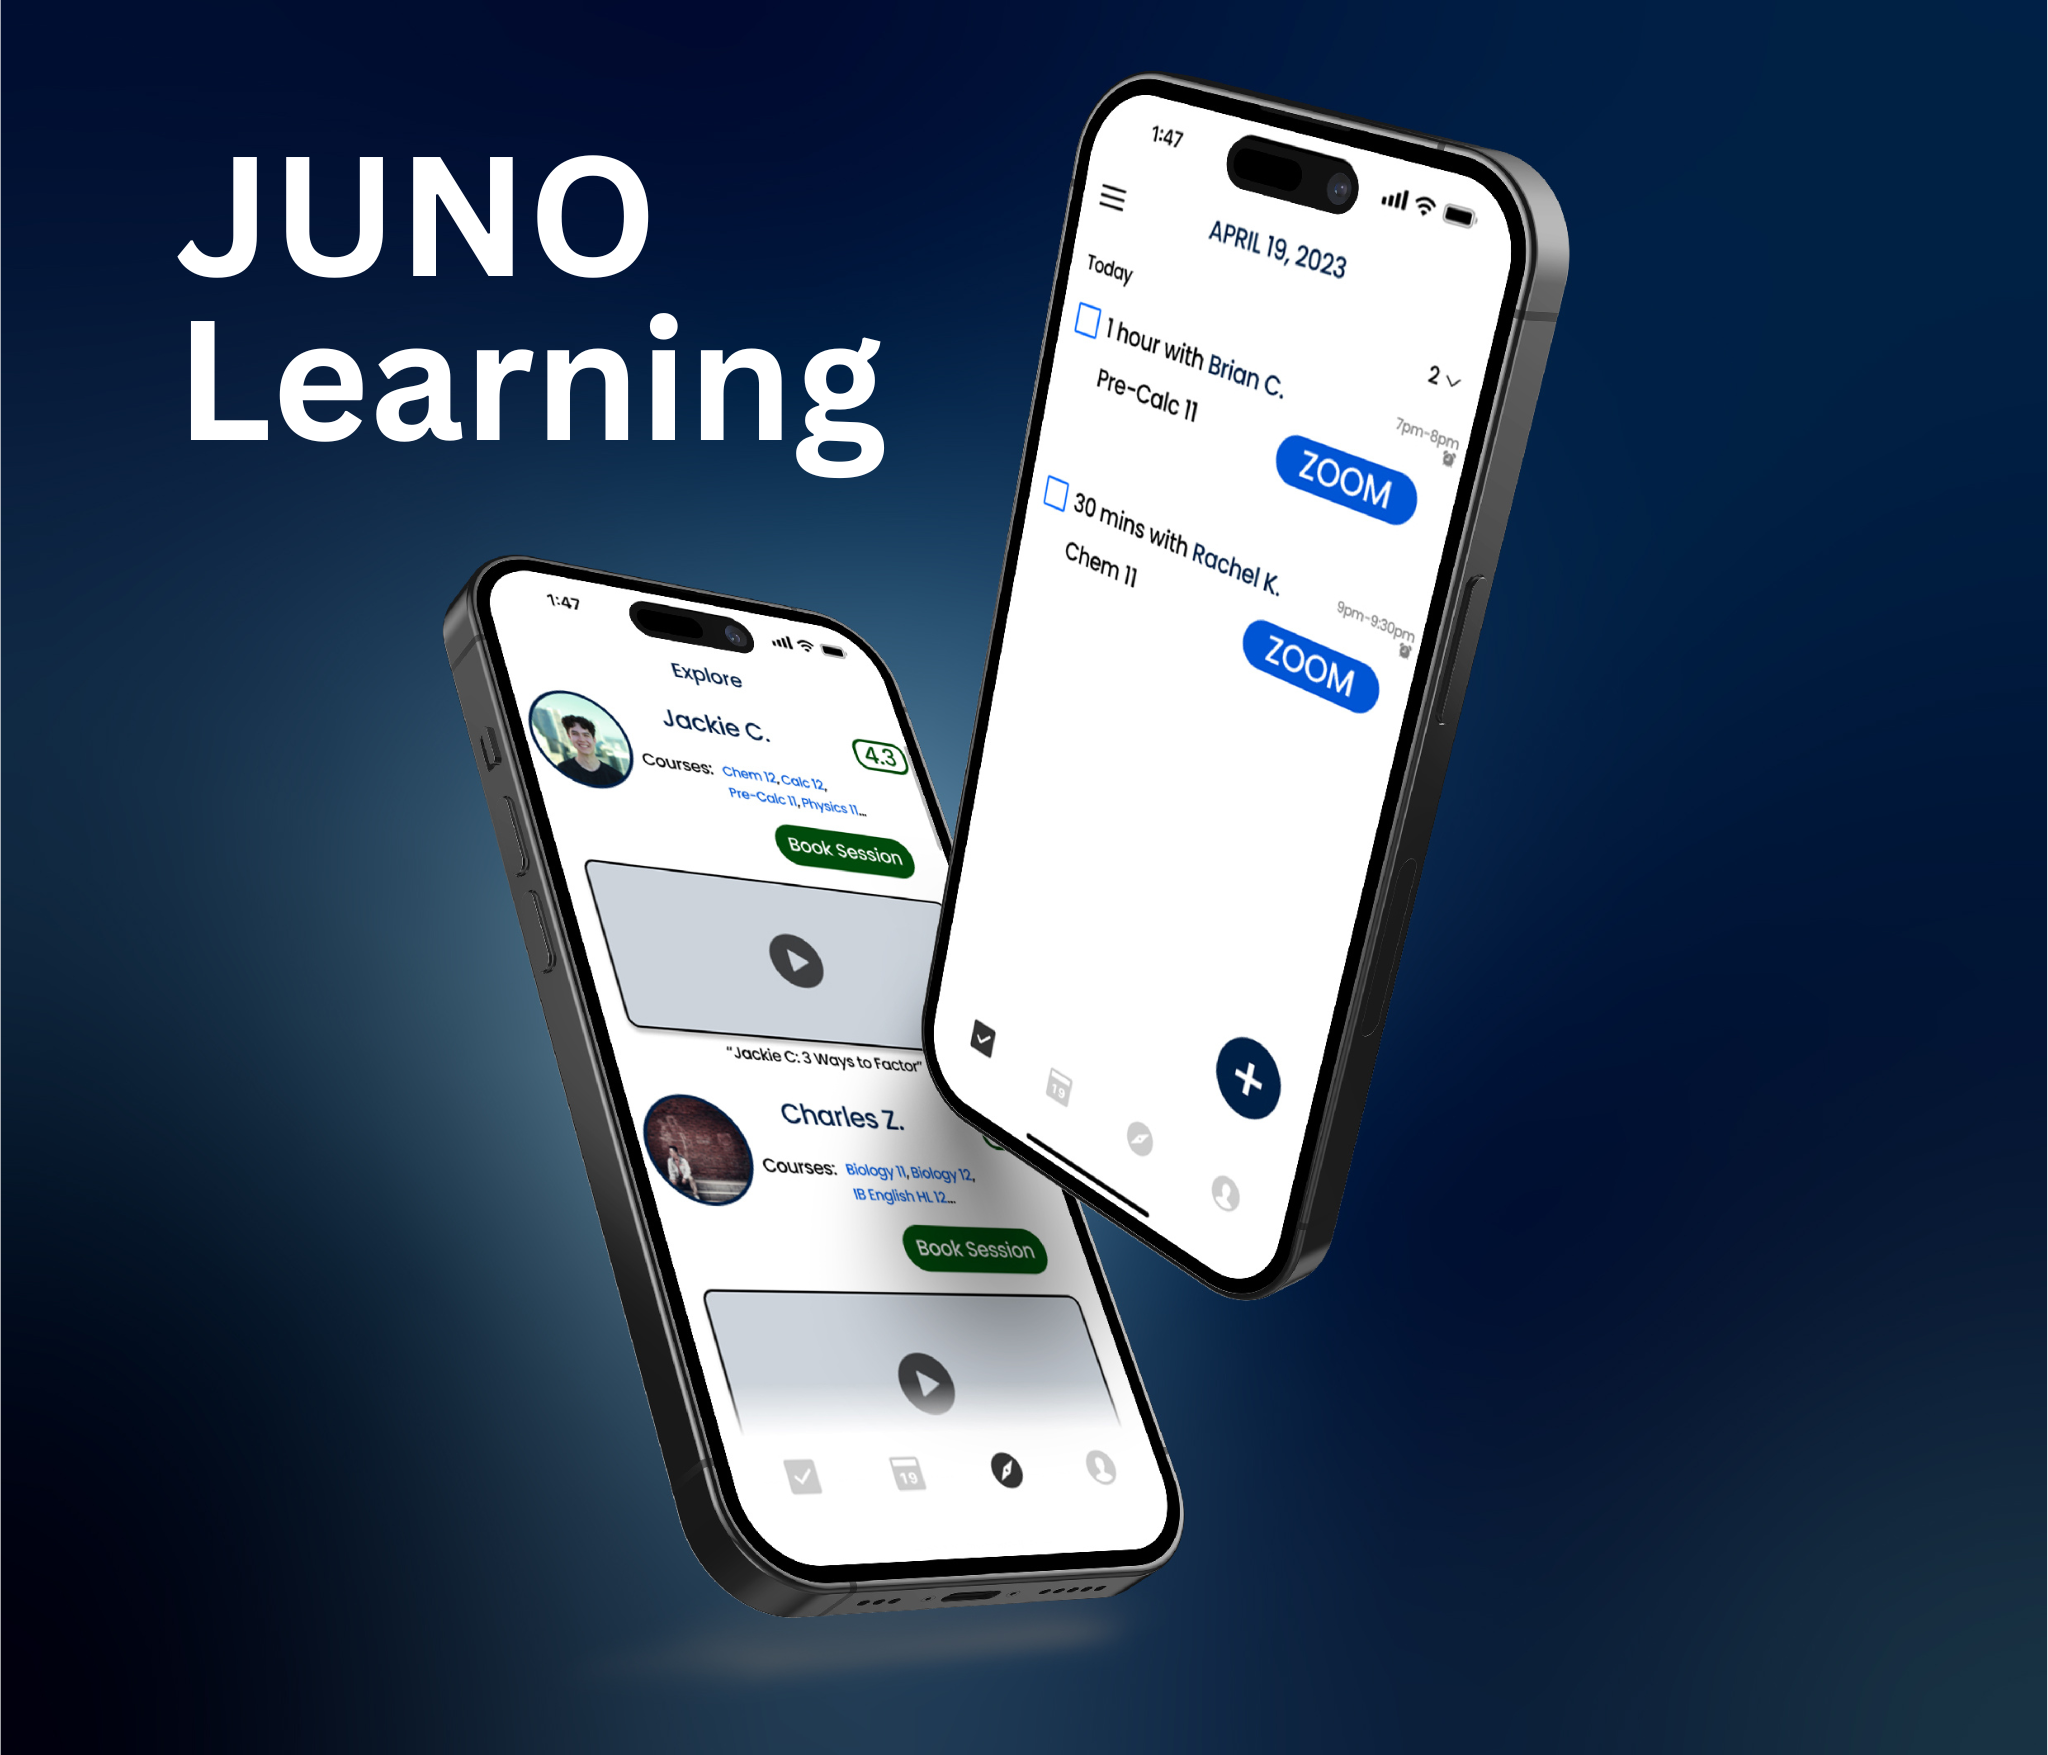 JUNO
Learning
1:47
APRIL 19, 2023
Today
1 hour with Brian C.
2
Pre-Calc 11
7pm-8pm
ZOOM
30 mins with Rachel K.
Chem 11
9pm-9:30pm
ZOOM
19
1:47
Explore
Jackie C.
4.3
Courses: Chem 12, Calc 12,
Pre-Calc 11, Physics 11...
Book Session
"Jackie C: 3 Ways to Factor"
Charles Z.
Courses: Biology 11, Biology 12,
IB English HL 12...
Book Session
19